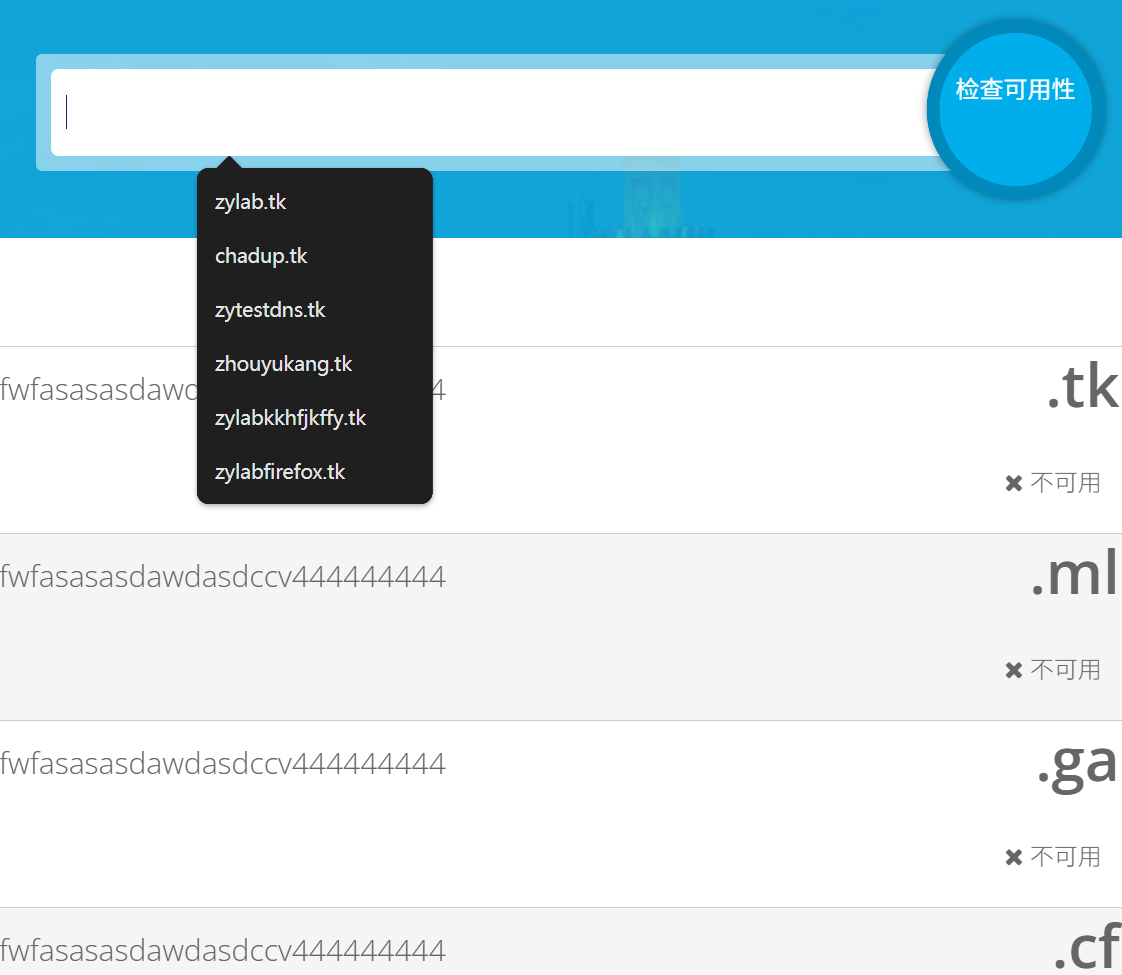 检查可用性
zylab.tk
chadup.tk
zytestdns.tk
zhouyukang.tk
zylabkkhfjkffy.tk
zylabfirefox.tk
fwfasasasdawd 4
.tk
不可用
fwfasasasdawdasdccv444444444
.ml
不可用
fwfasasasdawdasdccv444444444
.ga
不可用
fwfasasasdawdasdccv444444444
.cf